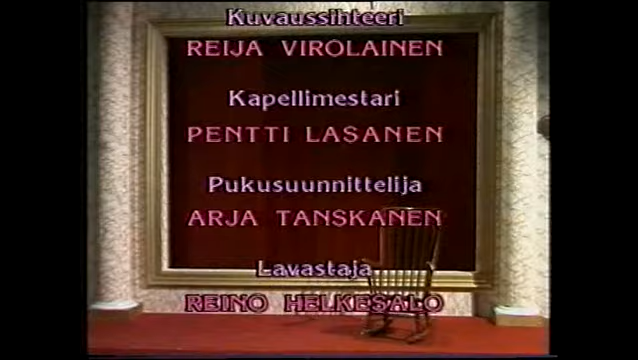 Kuvaussihteeri
REIJA VIROLAINEN
Kapellimestari
PENTTI LASANEN
Pukusuunnittelija
ARJA TANSKANEN
Lavastaja
REINO HELKESALO